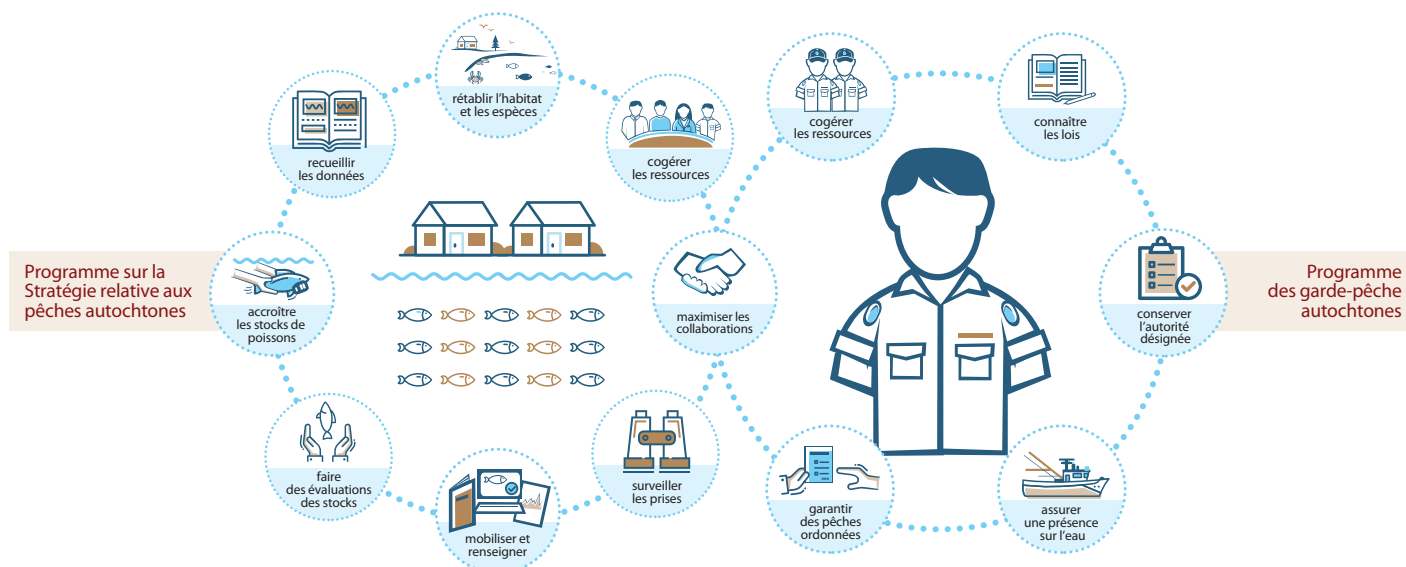 Programme sur la
Stratégie relative aux
pêches autochtones
accroître
les stocks de
poissons
recueillir
les données
rétablir l’habitat
et les espèces
cogérer
les ressources
maximiser les
collaborations
surveiller
les prises
mobiliser et
renseigner
faire
des évaluations
des stocks
cogérer
les ressources
connaître
les lois
conserver
l’autorité
désignée
assurer
une présence
sur l’eau
garantir
des pêches
ordonnées
Programme
des garde-pêche
autochtones